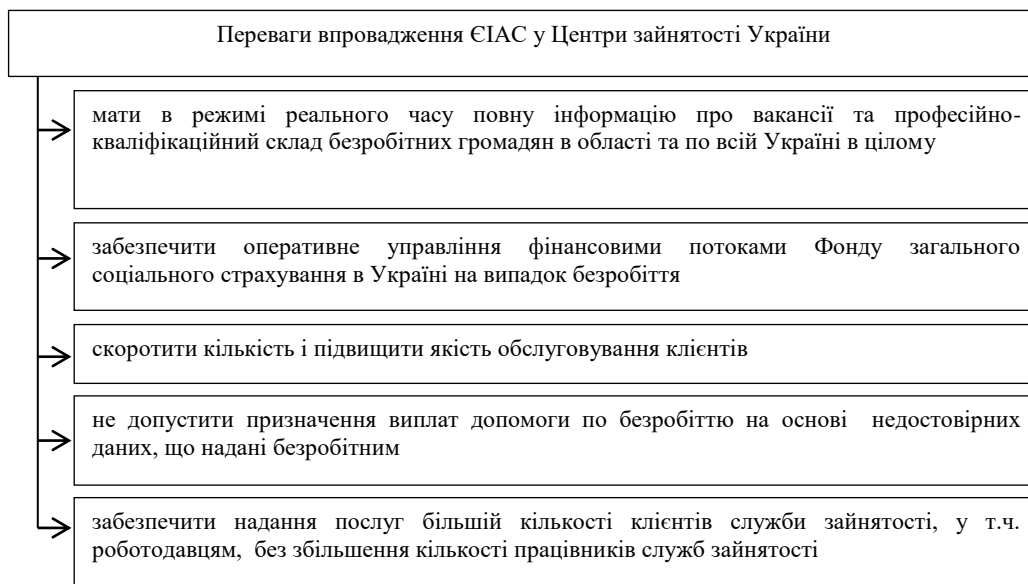 Переваги впровадження ЄІАС у Центри зайнятості України
мати в режимі реального часу повну інформацію про вакансії та професійно-
кваліфікаційний склад безробітних громадян в області та по всій Україні в цілому
забезпечити оперативне управління фінансовими потоками Фонду загального
соціального страхування в Україні на випадок безробіття
скоротити кількість і підвищити якість обслуговування клієнтів
не допустити призначення виплат допомоги по безробіттю на основі недостовірних
даних, що надані безробітним
забезпечити надання послуг більшій кількості клієнтів служби зайнятості, у т.ч.
роботодавцям, без збільшення кількості працівників служб зайнятості